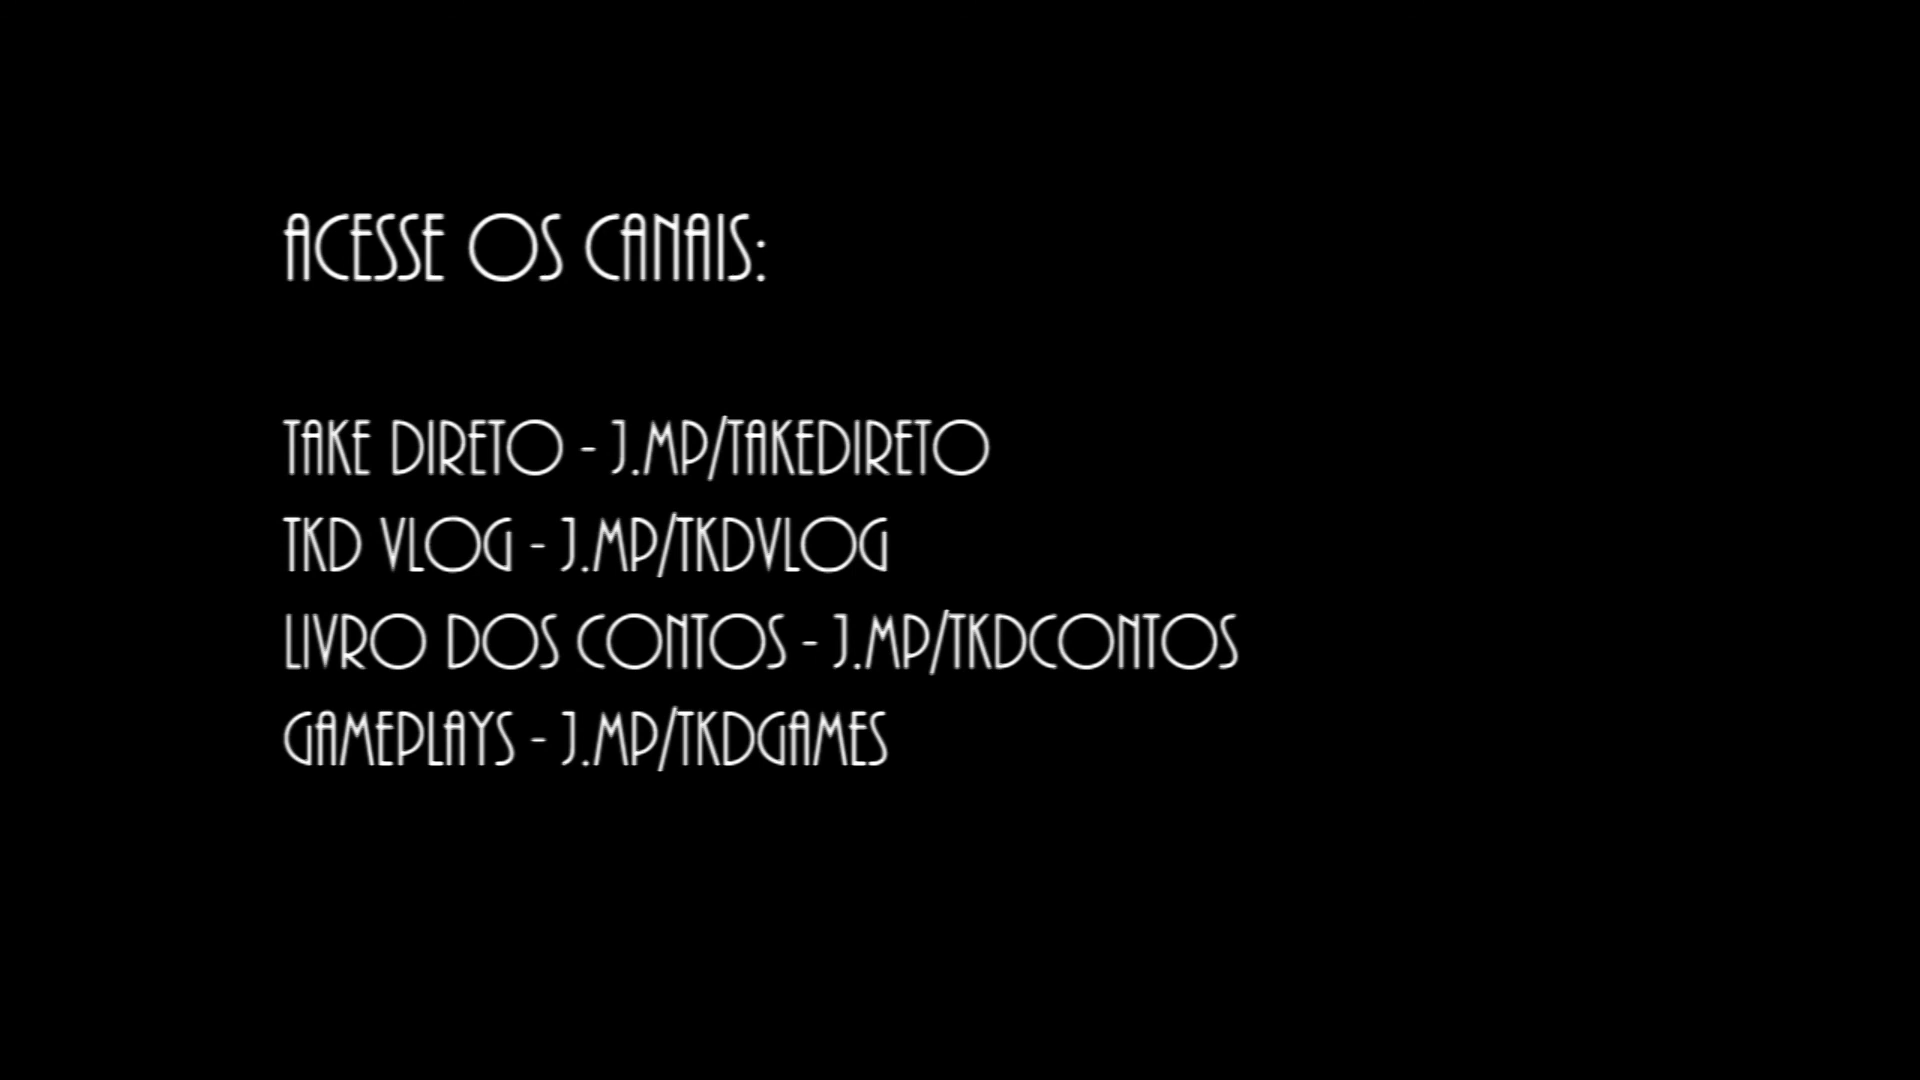 ACESSE OS CANAIS:
TAKE DIRETO - J.MP/TAKEDIRETO
TKD VLOG - J.MP/TKDVLOG
LIVRO DOS CONTOS - J.MP/TKDCONTOS
GAMEPLAYS - J.MP/TKDGAMES